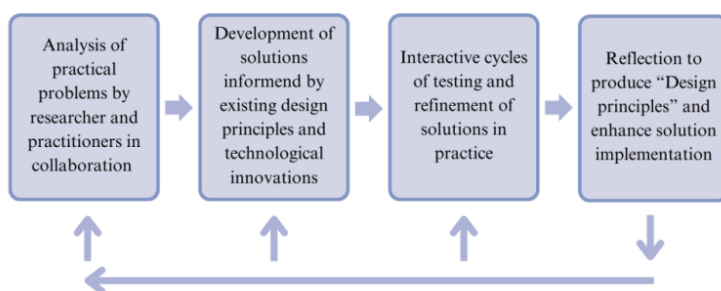 Analysis of
practical
problems by
researcher and
practitioners in
collaboration
Development of
solutions
informend by
existing design
principles and
technological
innovations
Interactive cycles
of testing and
refinement of
solutions in
practice
Reflection to
produce “Design
principles” and
enhance solution
implementation